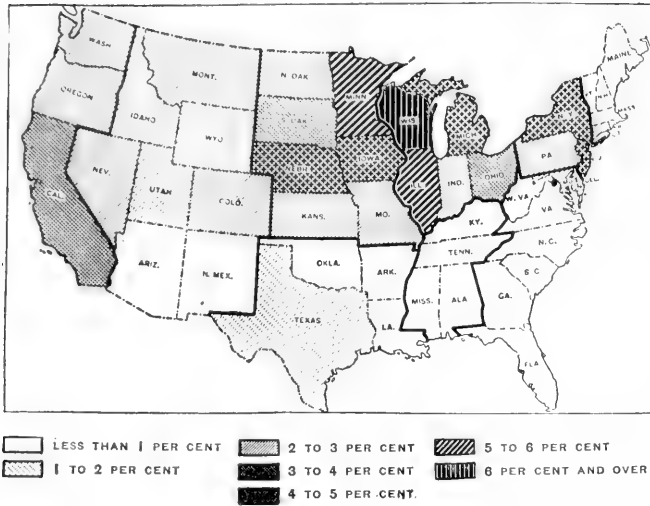 WASH.
OREGON
CAL.
NEV.
IDAHO
MONT.
WYO.
UTAH
COLO.
ARIZ.
N. MEX.
N. DAK
S. DAK.
NEBR.
KANS.
OKLA.
TEXAS
MINN.
IOWA
MO.
ARK.
LA.
WIS.
ILL.
MICH.
IND.
OHIO
KY.
TENN.
MISS.
ALA
GA.
FLA
S C
N.C.
VA
W. VA
PA
N.Y.
MAINE
MASS
DEL.
LESS THAN 1 PER CENT
1 TO 2 PER CENT
2 TO 3 PER CENT
3 TO 4 PER CENT
4 TO 5 PER CENT.
5 TO 6 PER CENT
6 PER CENT AND OVER